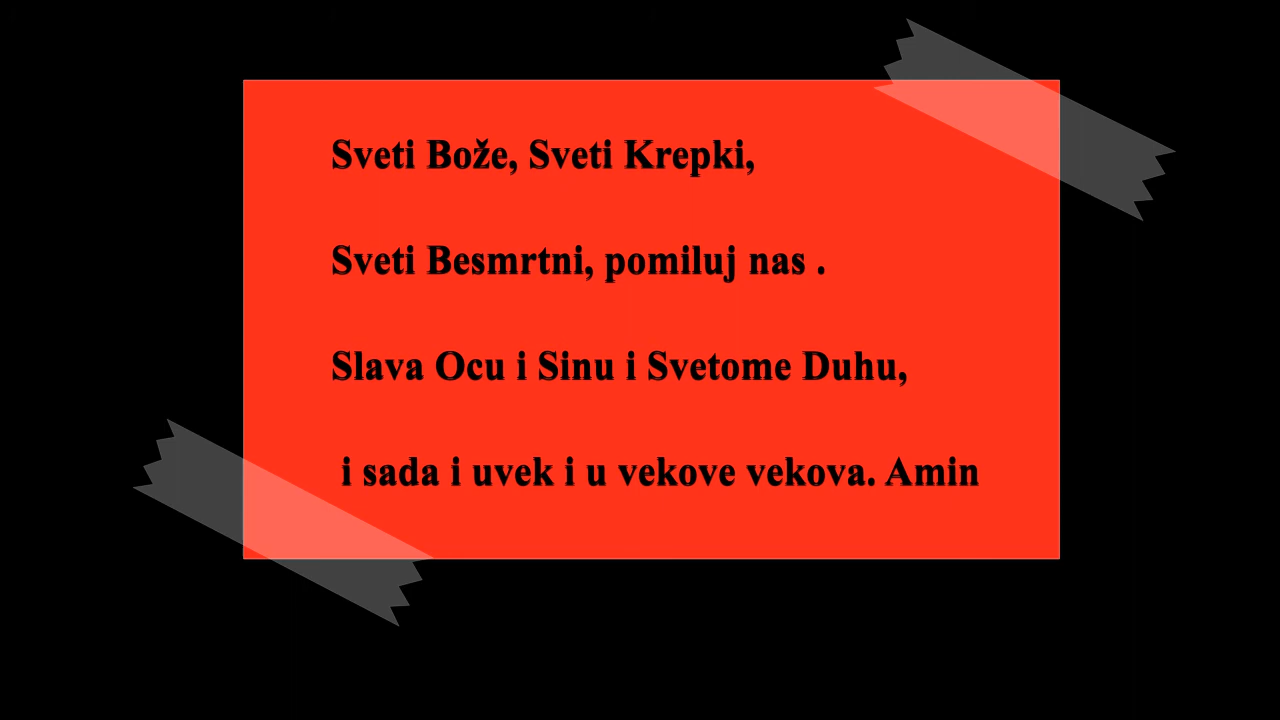 Sveti Bože, Sveti Krepki,
Sveti Besmrtni, pomiluj nas .
Slava Ocu i Sinu i Svetome Duhu,
i sada i uvek i u vekove vekova. Amin